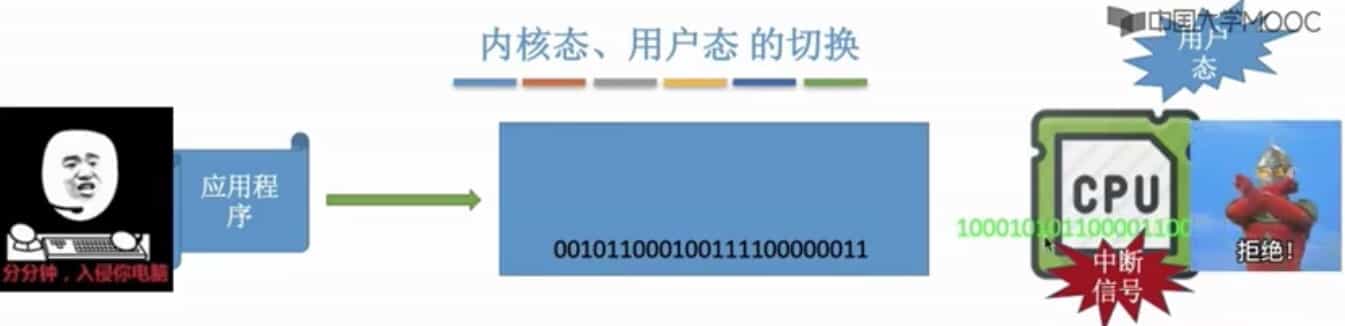 中国大学MOOC
内核态、用户态 的切换
用户
态
应用程
序
分分钟，入侵你电脑
001011000100111100000011
CPU
100010101100001100
中断
信号
拒绝！